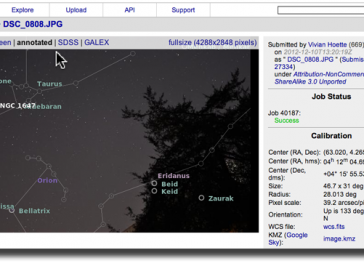 Explore Upload API Support
DSC_0808.JPG
een | annotated | SDSS | GALEX fullsize (4288x2848 pixels)
Taurus
NGC 1647
debaran
Orion
Bellatrix
Eridanus
Beid
Keid
Zaurak
Submitted by Vivian Hoette (669)
on 2012-12-10T13:20:19Z
as " DSC_0808.JPG " (Submis
27334)
under Attribution-NonCommer
ShareAlike 3.0 Unported
Job Status
Job 40187:
Success
Calibration
Center (RA, Dec): (63.020, 4.265
Center (RA, hms): 04h 12m 04.69
Center (Dec,
dms): +04° 15' 55.53
Size: 46.7 x 31 deg
Radius: 28.013 deg
Pixel scale: 39.2 arcsec/pi
Orientation: Up is 133 deg
N
WCS file: wcs.fits
KMZ (Google
Sky): image.kmz